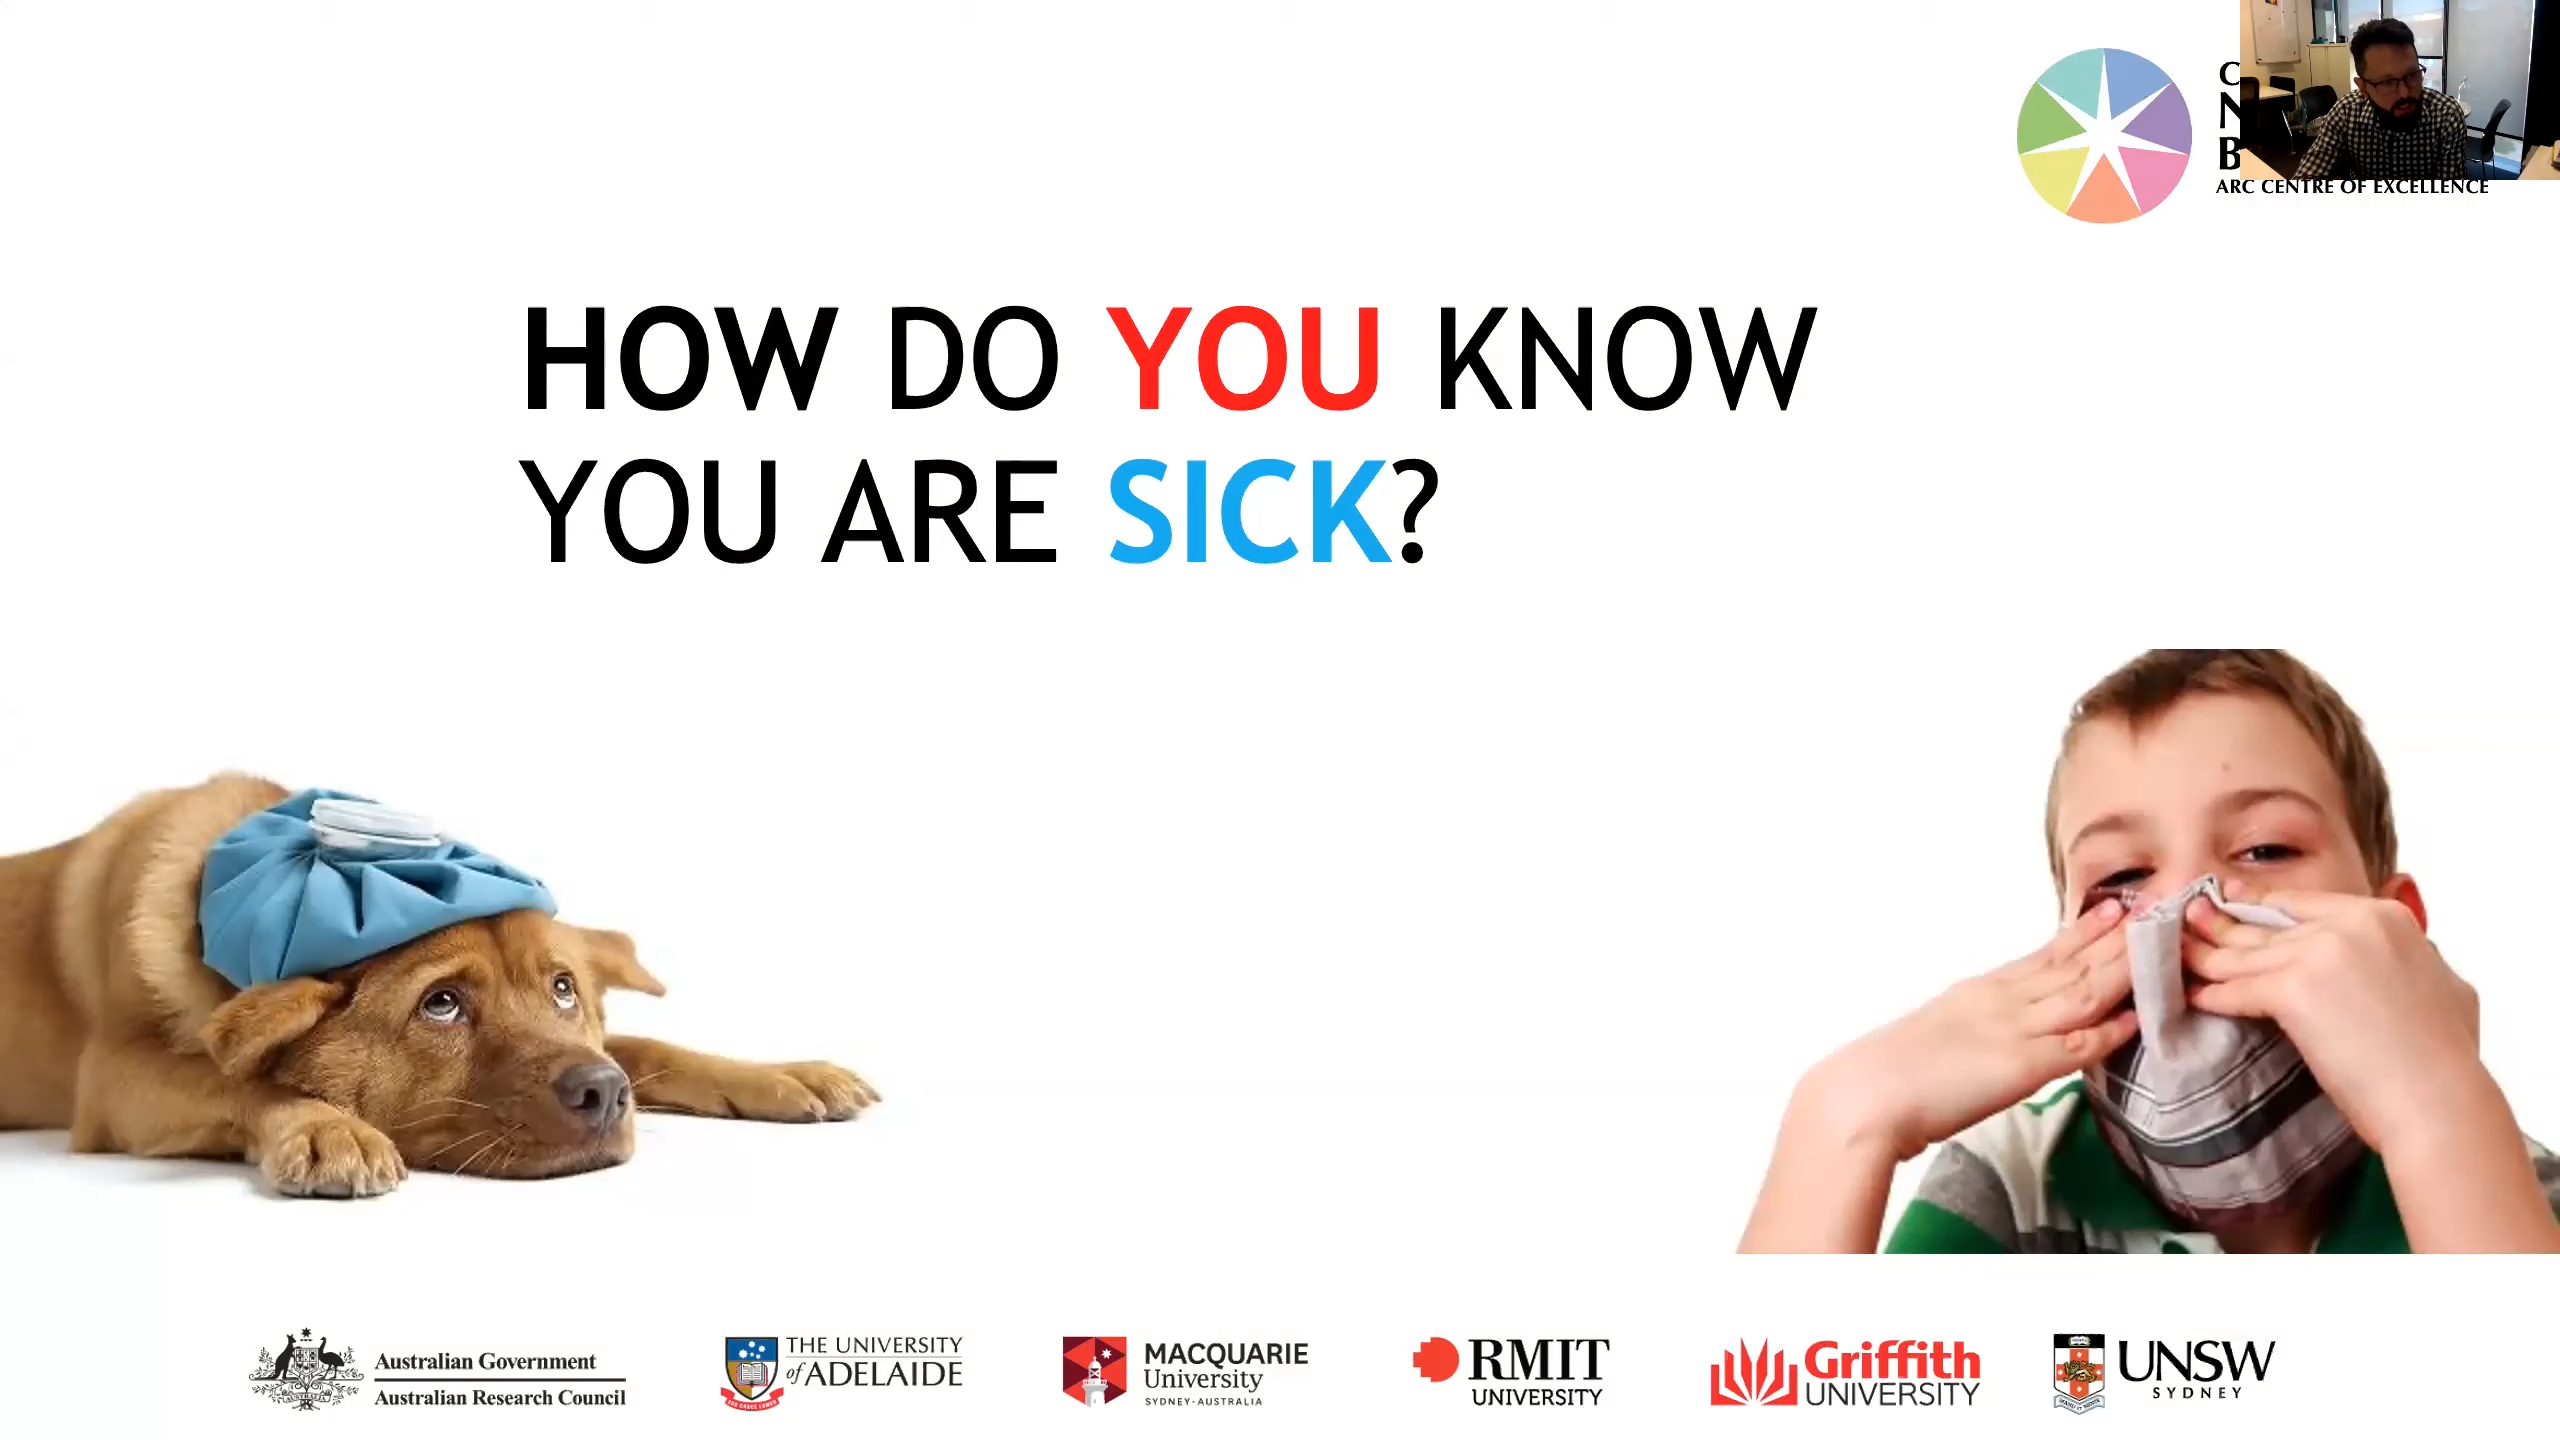 ARC CENTRE OF EXCELLENCE
HOW DO YOU KNOW
YOU ARE SICK?
Australian Government
Australian Research Council
THE UNIVERSITY
of ADELAIDE
MACQUARIE
University
SYDNEY·AUSTRALIA
RMIT
UNIVERSITY
Griffith
UNIVERSITY
UNSW
SYDNEY